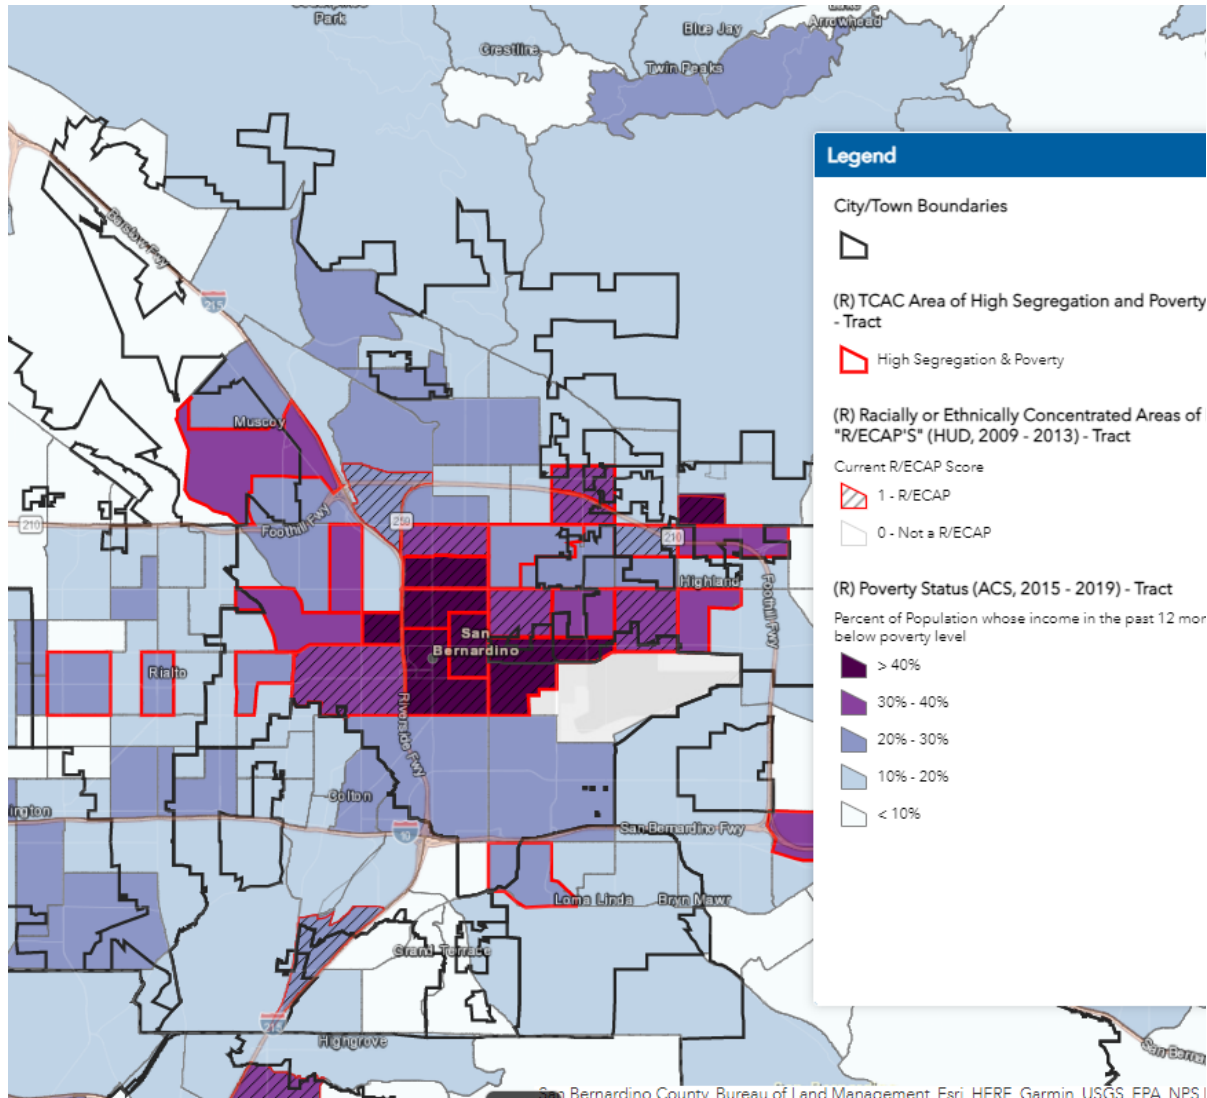 Park
Blue Jay
Arrowhead
Crestline
Twin Peaks
Legend
City/Town Boundaries
(R) TCAC Area of High Segregation and Poverty
- Tract
High Segregation & Poverty
(R) Racially or Ethnically Concentrated Areas of
"R/ECAP'S" (HUD, 2009 - 2013) - Tract
Current R/ECAP Score
1 - R/ECAP
0 - Not a R/ECAP
(R) Poverty Status (ACS, 2015 - 2019) - Tract
Percent of Population whose income in the past 12 mon
below poverty level
> 40%
30% - 40%
20% - 30%
10% - 20%
< 10%
Barstow Fwy
215
Muscoy
210
Foothill Fwy
259
210
Highland
Foothill Fwy
San
Bernardino
Rialto
Riverside Fwy
Colton
ington
10
San Bernardino Fwy
Loma Linda
Bryn Mawr
Grand Terrace
215
Highgrove
San Berna
San Bernardino County, Bureau of Land Management, Esri, HERE, Garmin, USGS, EPA, NPS